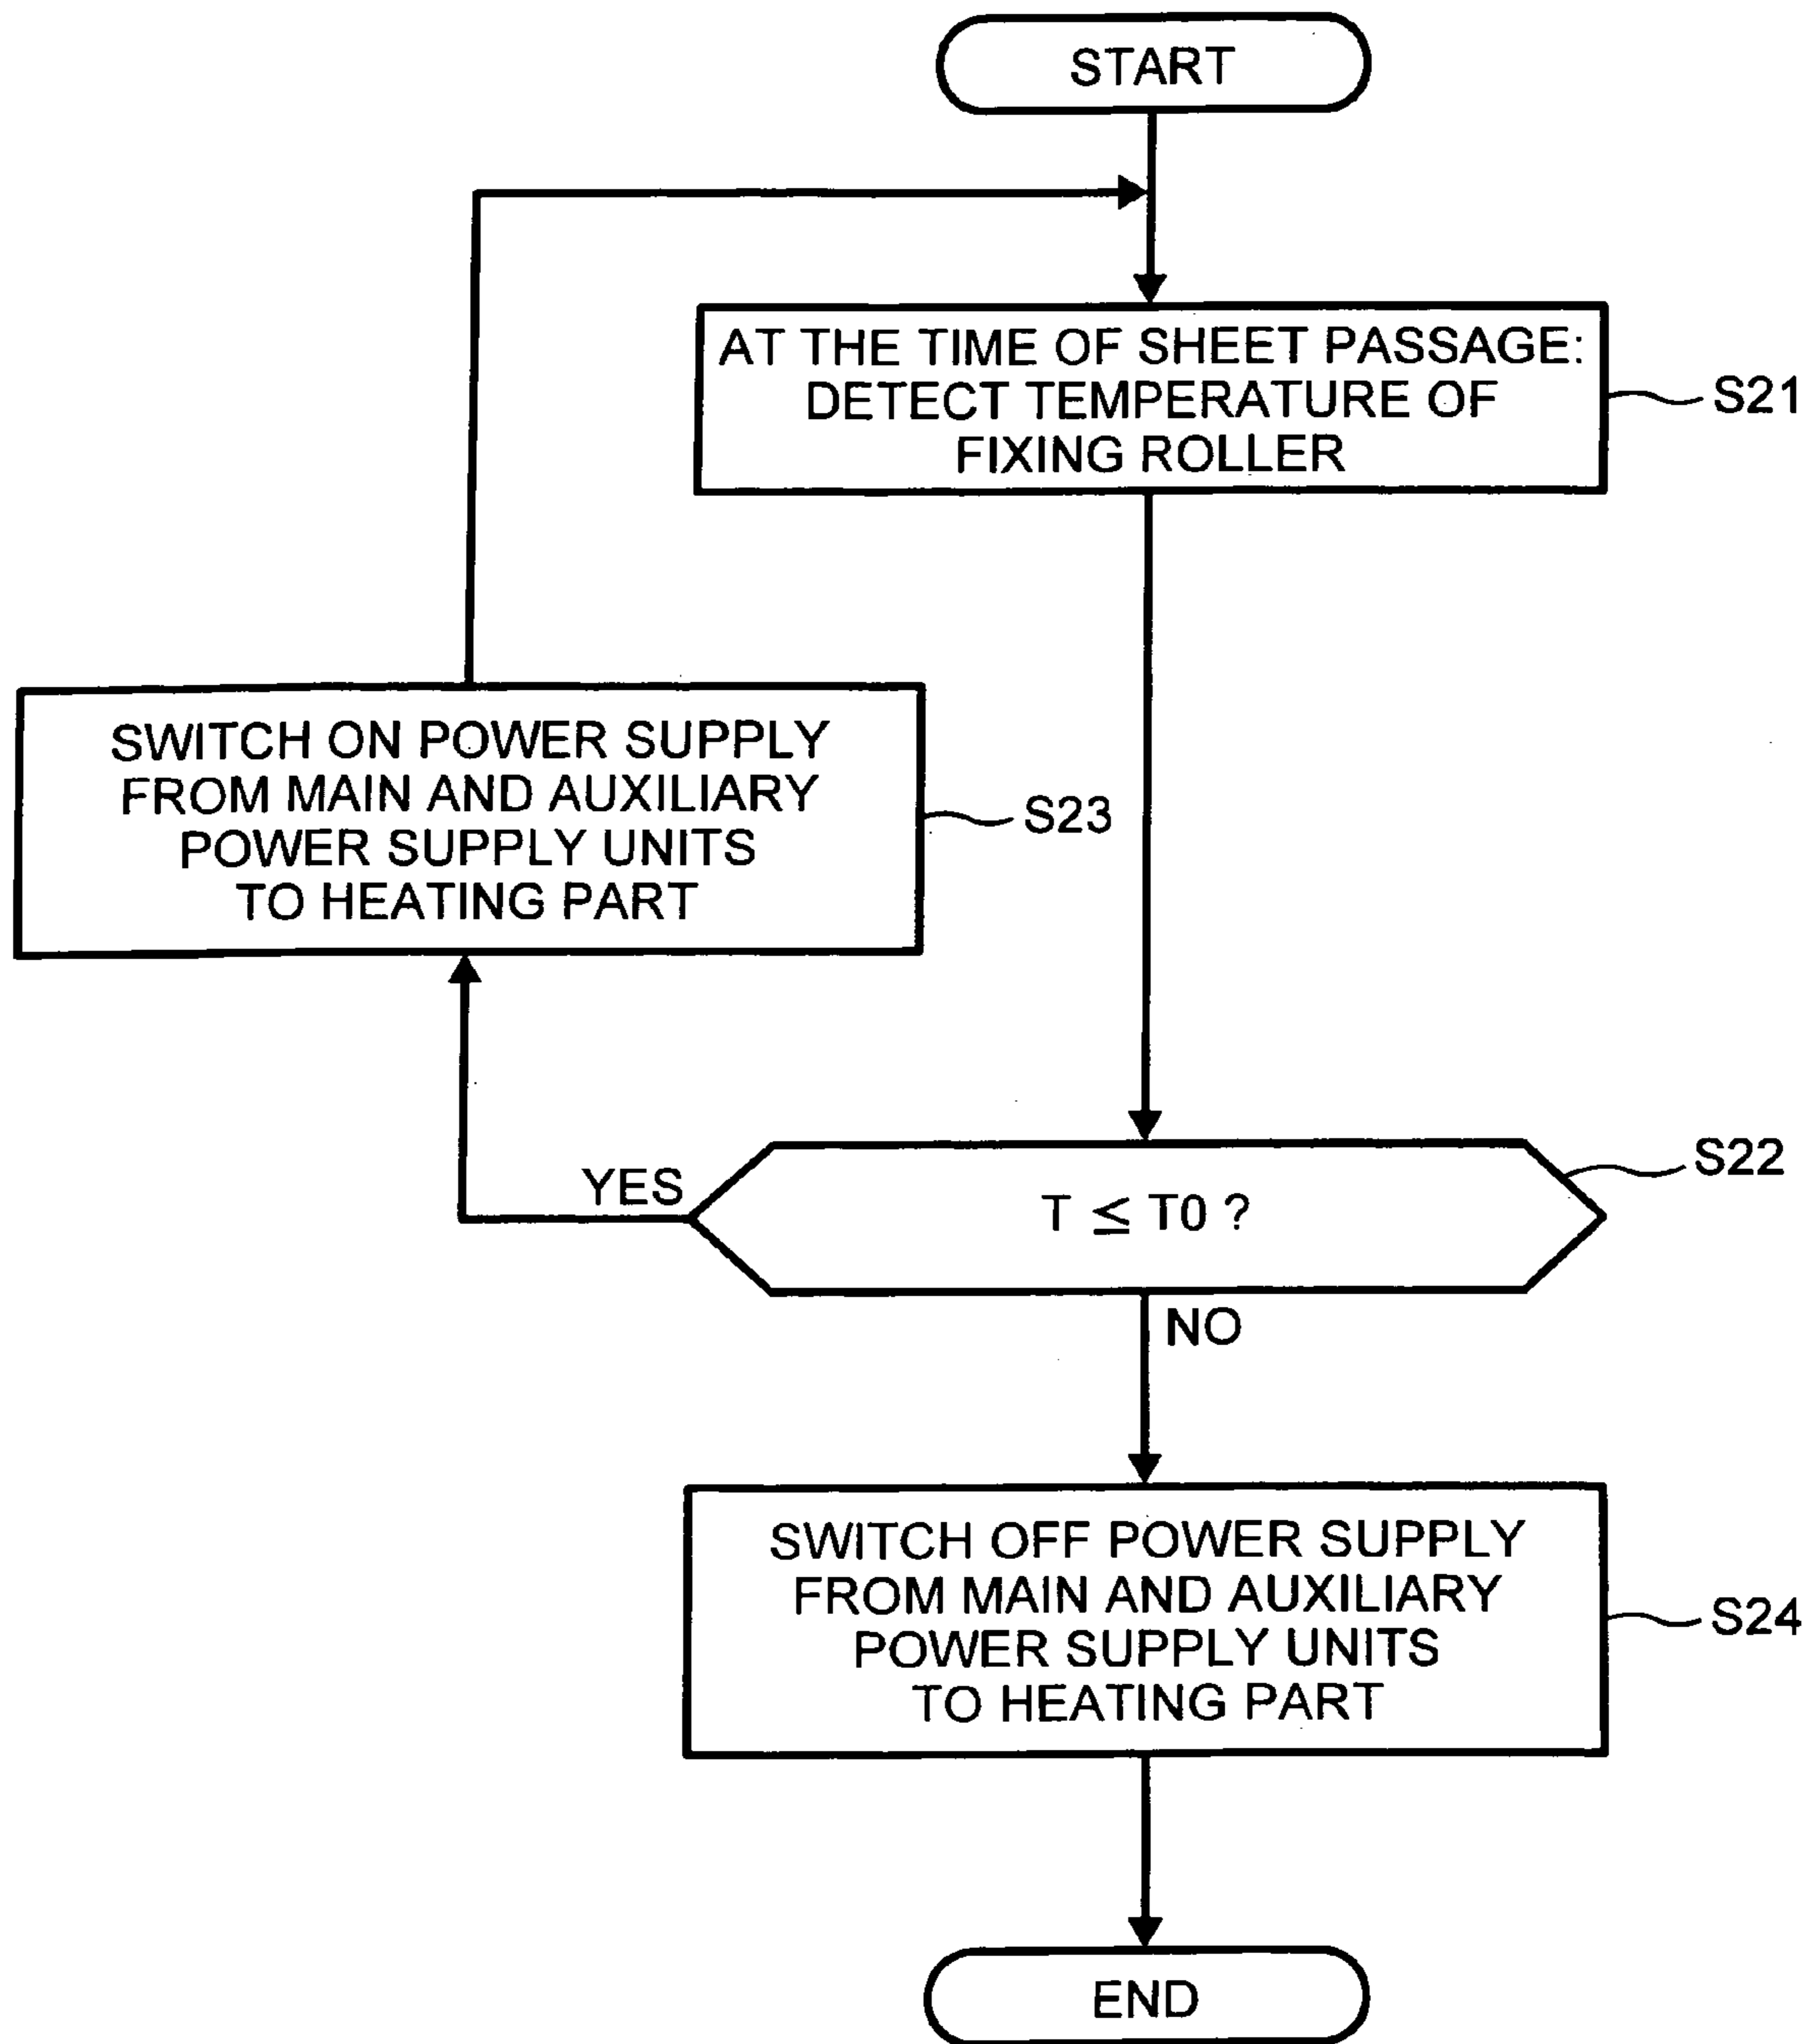 START
AT THE TIME OF SHEET PASSAGE:
DETECT TEMPERATURE OF
FIXING ROLLER
S21
SWITCH ON POWER SUPPLY
FROM MAIN AND AUXILIARY
POWER SUPPLY UNITS
TO HEATING PART
S23
S22
YES
T ≤ T0 ?
NO
SWITCH OFF POWER SUPPLY
FROM MAIN AND AUXILIARY
POWER SUPPLY UNITS
TO HEATING PART
S24
END